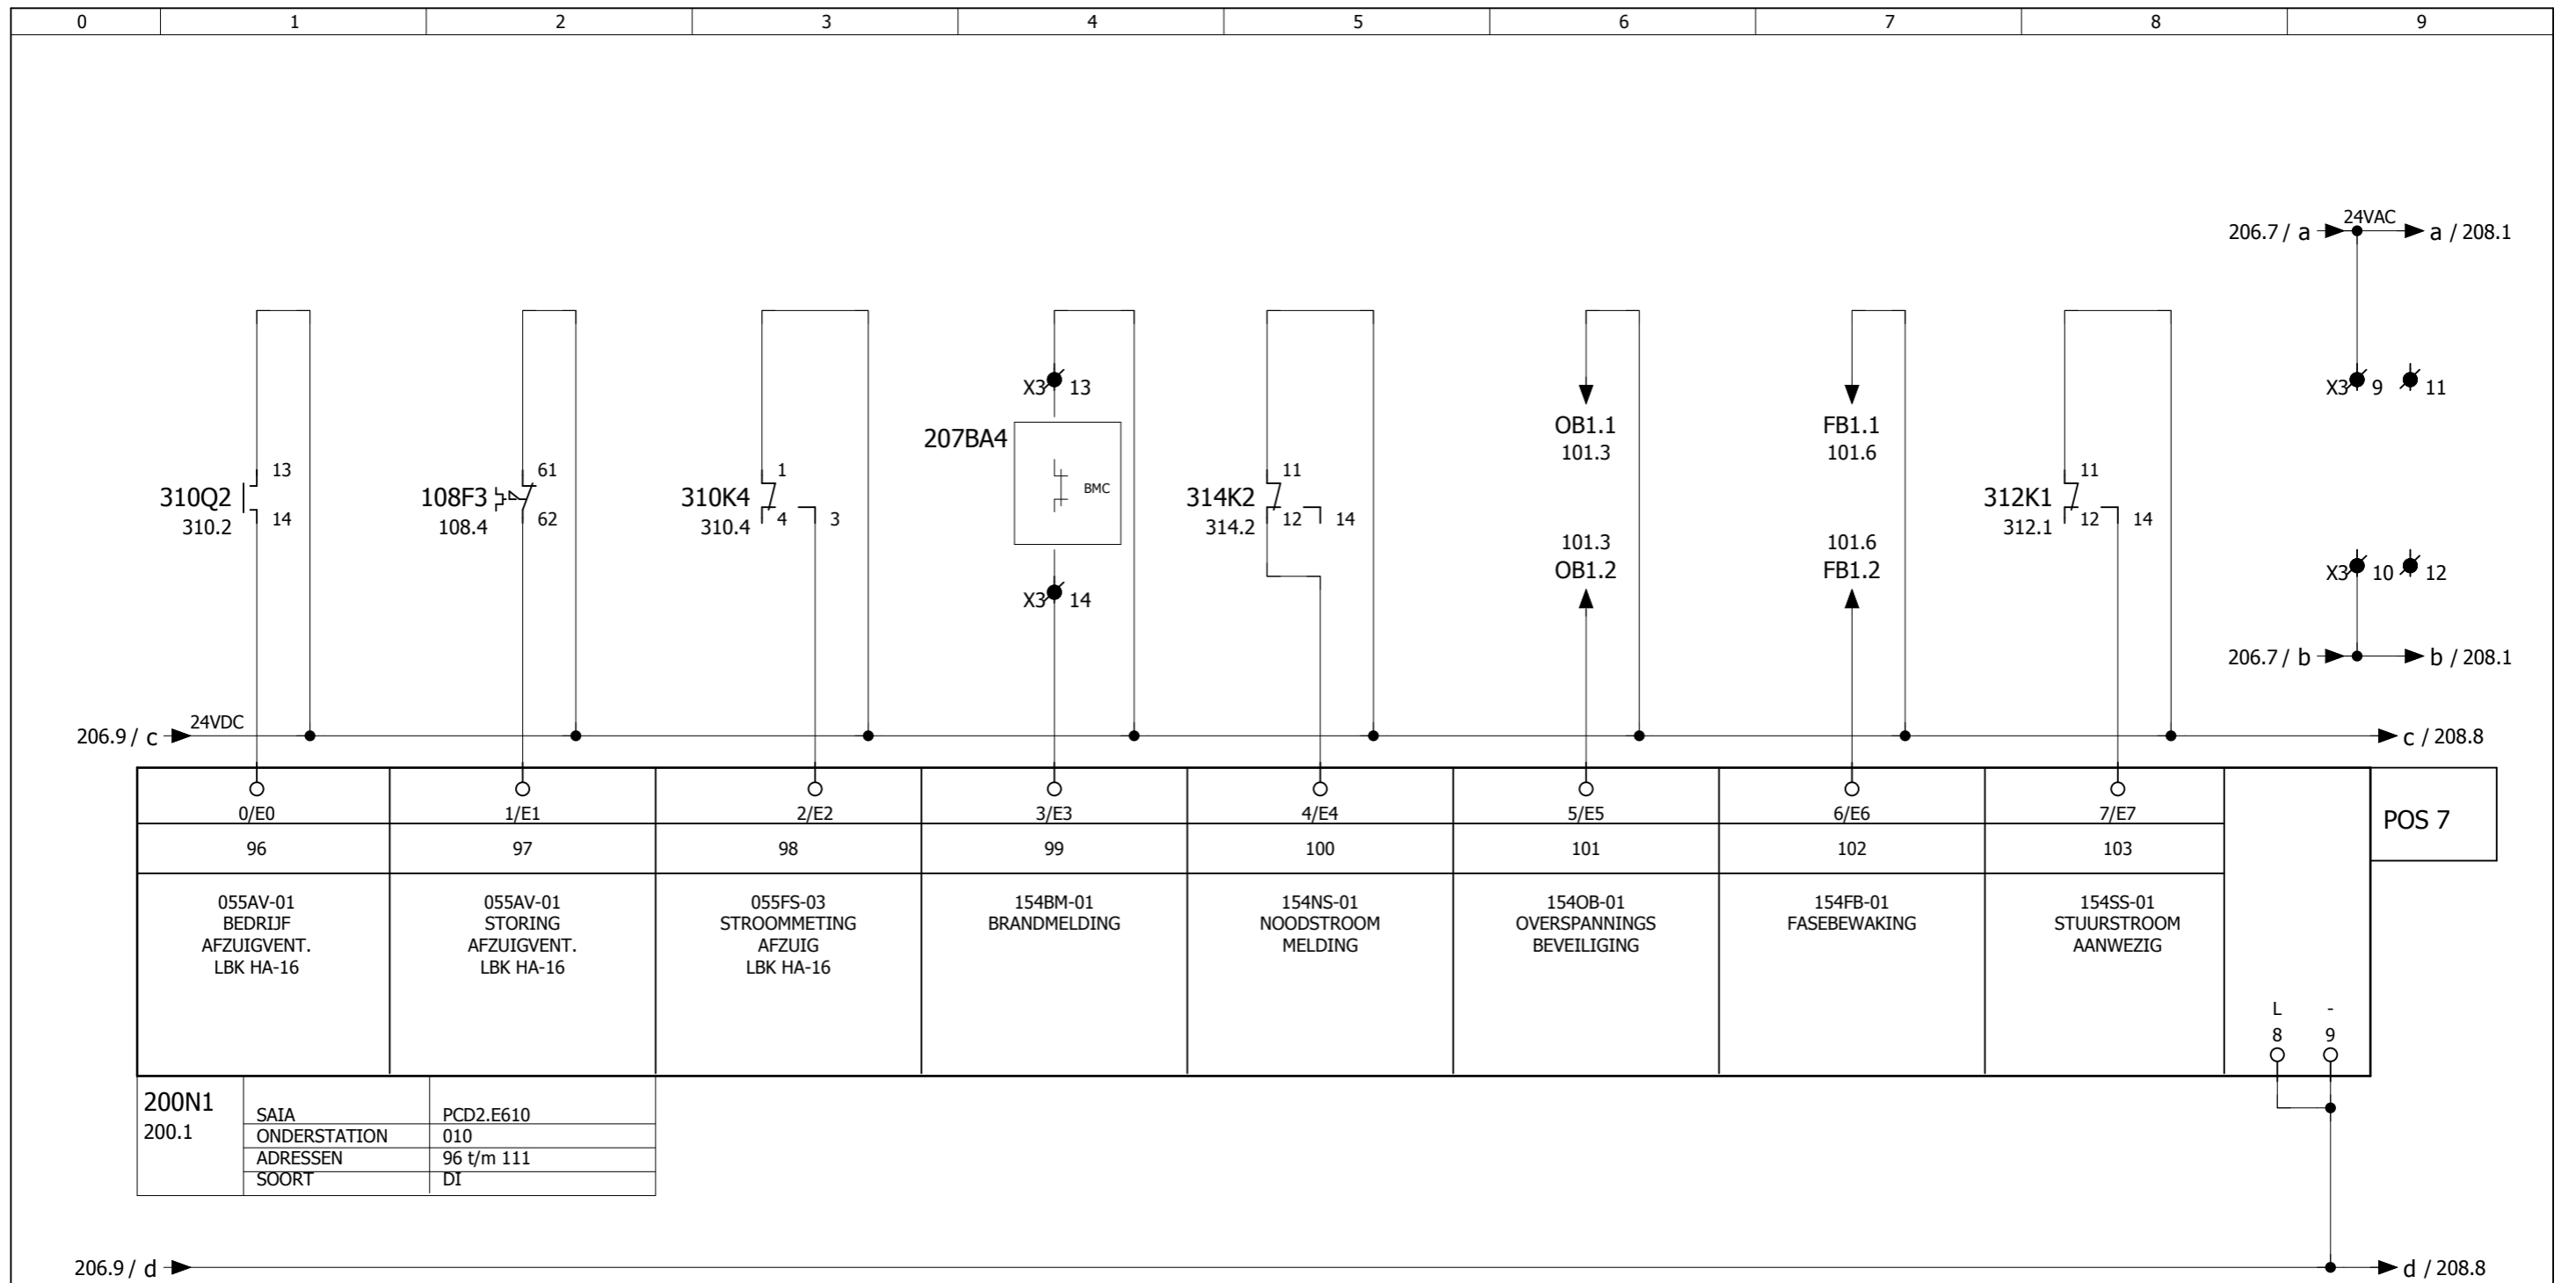 0 1 2 3 4 5 6 7 8 9
24VAC
206.7 / a a / 208.1
X3 13
X3 9 11
207BA4
BMC
OB1.1
101.3
FB1.1
101.6
310Q2
310.2
13
14
108F3
108.4
61
62
310K4
310.4
1
4 3
314K2
314.2
11
12 14
312K1
312.1
11
12 14
101.3
OB1.2
101.6
FB1.2
X3 14
X3 10 12
206.7 / b b / 208.1
24VDC
206.9 / c c / 208.8
0/E0 1/E1 2/E2 3/E3 4/E4 5/E5 6/E6 7/E7
POS 7
96 97 98 99 100 101 102 103
055AV-01
BEDRIJF
AFZUIGVENT.
LBK HA-16
055AV-01
STORING
AFZUIGVENT.
LBK HA-16
055FS-03
STROOMMETING
AFZUIG
LBK HA-16
154BM-01
BRANDMELDING
154NS-01
NOODSTROOM
MELDING
154OB-01
OVERSPANNINGS
BEVEILIGING
154FB-01
FASEBEWAKING
154SS-01
STUURSTROOM
AANWEZIG
L -
8 9
200N1
200.1
SAIA PCD2.E610
ONDERSTATION 010
ADRESSEN 96 t/m 111
SOORT DI
206.9 / d d / 208.8